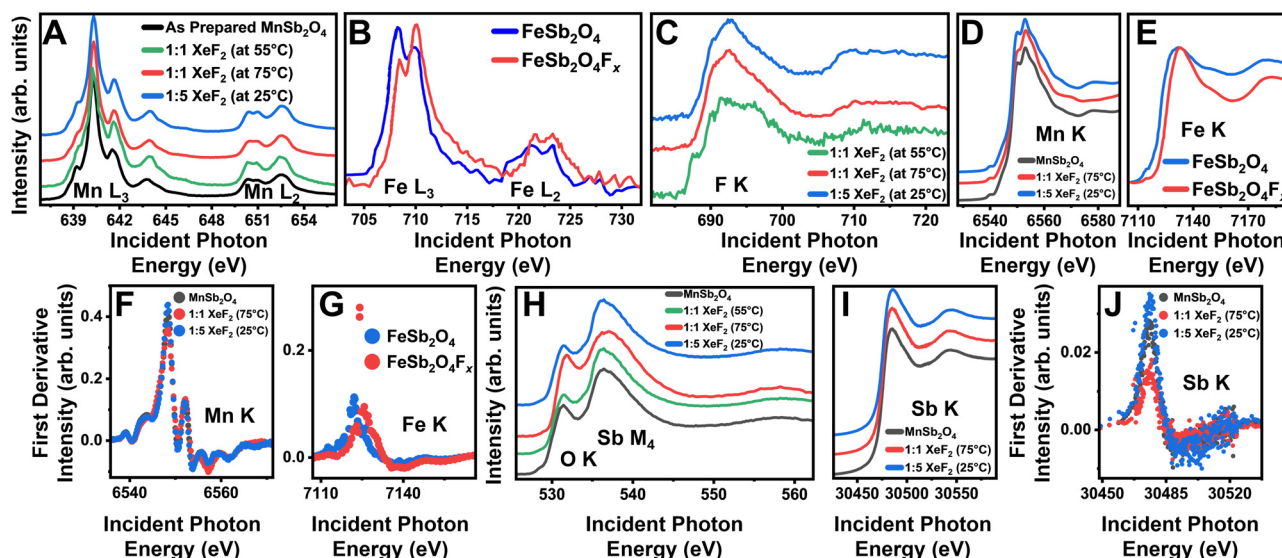 Intensity (arb. units)
A
As Prepared MnSb₂O₄
1:1 XeF₂ (at 55°C)
1:1 XeF₂ (at 75°C)
1:5 XeF₂ (at 25°C)
Mn L₃
Mn L₂
639 642 645 648 651 654
Incident Photon
Energy (eV)
B
FeSb₂O₄
FeSb₂O₄Fₓ
Fe L₃
Fe L₂
705 710 715 720 725 730
Incident Photon
Energy (eV)
C
F K
1:1 XeF₂ (at 55°C)
1:1 XeF₂ (at 75°C)
1:5 XeF₂ (at 25°C)
690 700 710 720
Incident Photon
Energy (eV)
D
Mn K
MnSb₂O₄
1:1 XeF₂ (75°C)
1:5 XeF₂ (25°C)
6540 6560 6580
Incident Photon
Energy (eV)
E
Fe K
FeSb₂O₄
FeSb₂O₄Fₓ
7110 7140 7170
Incident Photon
Energy (eV)
First Derivative
Intensity (arb. units)
F
MnSb₂O₄
1:1 XeF₂ (75°C)
1:5 XeF₂ (25°C)
0.4
0.2
0.0
Mn K
6540 6560
Incident Photon
Energy (eV)
G
0.2
0.0
FeSb₂O₄
FeSb₂O₄Fₓ
Fe K
7110 7140
Incident Photon
Energy (eV)
Intensity (arb. units)
H
MnSb₂O₄
1:1 XeF₂ (55°C)
1:1 XeF₂ (75°C)
1:5 XeF₂ (25°C)
Sb M₄
O K
530 540 550 560
Incident Photon
Energy (eV)
I
Sb K
MnSb₂O₄
1:1 XeF₂ (75°C)
1:5 XeF₂ (25°C)
30450 30500 30550
Incident Photon
Energy (eV)
First Derivative
Intensity (arb. units)
J
MnSb₂O₄
1:1 XeF₂ (75°C)
1:5 XeF₂ (25°C)
0.02
0.00
Sb K
30450 30485 30520
Incident Photon
Energy (eV)